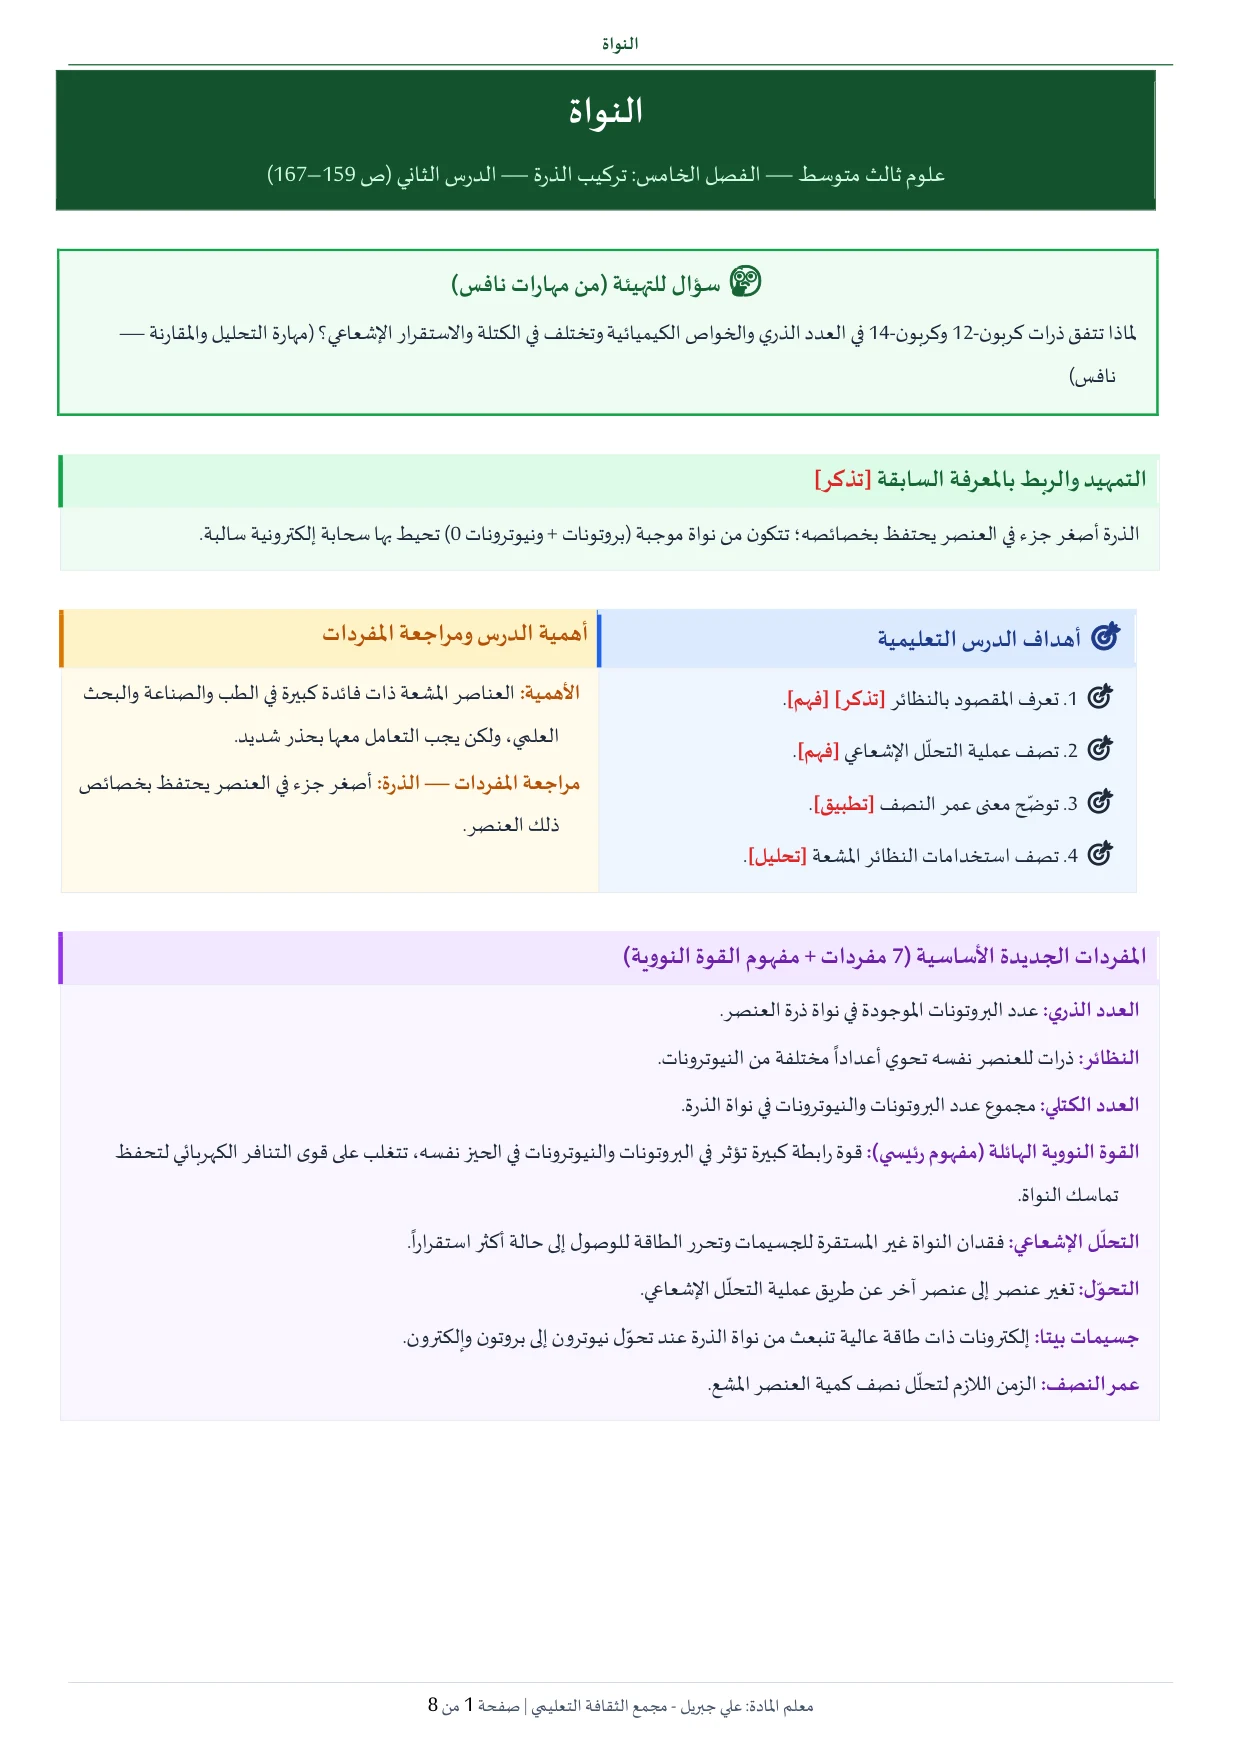 النواة
النواة
علوم ثالث متوسط — الفصل الخامس: تركيب الذرة — الدرس الثاني (ص 159–167)
سؤال للتهيئة (من مهارات نافس)
لماذا تتفق ذرات كربون-12 وكربون-14 في العدد الذري والخواص الكيميائية وتختلف في الكتلة والاستقرار الإشعاعي؟ (مهارة التحليل والمقارنة —
نافس)
التمهيد والربط بالمعرفة السابقة [تذكر]
الذرة أصغر جزء في العنصر يحتفظ بخصائصه؛ تتكون من نواة موجبة (بروتونات + ونيوترونات 0) تحيط بها سحابة إلكترونية سالبة.
أهداف الدرس التعليمية
1. تعرف المقصود بالنظائر [تذكر] [فهم].
2. تصف عملية التحلّل الإشعاعي [فهم].
3. توضّح معنى عمر النصف [تطبيق].
4. تصف استخدامات النظائر المشعة [تحليل].
أهمية الدرس ومراجعة المفردات
الأهمية: العناصر المشعة ذات فائدة كبيرة في الطب والصناعة والبحث
العلمي، ولكن يجب التعامل معها بحذر شديد.
مراجعة المفردات — الذرة: أصغر جزء في العنصر يحتفظ بخصائص
ذلك العنصر.
المفردات الجديدة الأساسية (7 مفردات + مفهوم القوة النووية)
العدد الذري: عدد البروتونات الموجودة في نواة ذرة العنصر.
النظائر: ذرات للعنصر نفسه تحوي أعداداً مختلفة من النيوترونات.
العدد الكتلي: مجموع عدد البروتونات والنيوترونات في نواة الذرة.
القوة النووية الهائلة (مفهوم رئيسي): قوة رابطة كبيرة تؤثر في البروتونات والنيوترونات في الحيز نفسه، تتغلب على قوى التنافر الكهربائي لتحفظ
تماسك النواة.
التحلّل الإشعاعي: فقدان النواة غير المستقرة للجسيمات وتحرر الطاقة للوصول إلى حالة أكثر استقراراً.
التحوّل: تغير عنصر إلى عنصر آخر عن طريق عملية التحلّل الإشعاعي.
جسيمات بيتا: إلكترونات ذات طاقة عالية تنبعث من نواة الذرة عند تحوّل نيوترون إلى بروتون وإلكترون.
عمر النصف: الزمن اللازم لتحلّل نصف كمية العنصر المشع.
معلم المادة: علي جبريل - مجمع الثقافة التعليمي | صفحة 1 من 8